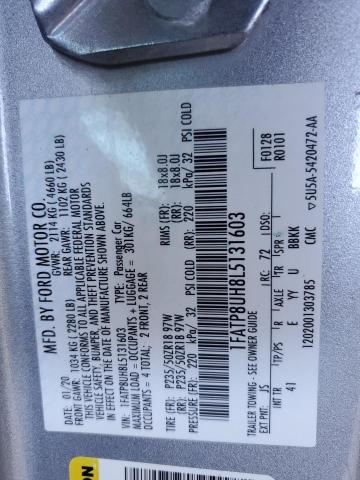 MFD. BY FORD MOTOR CO.
01/20 GVWR: 2114 KG ( 4660 LB)
FRONT GAWR: 1034 KG ( 2280 LB) REAR GAWR: 1102 KG ( 2430 LB)
THIS VEHICLE CONFORMS TO ALL APPLICABLE FEDERAL MOTOR
VEHICLE SAFETY, BUMPER, AND THEFT PREVENTION STANDARDS
IN EFFECT ON THE DATE OF MANUFACTURE SHOWN ABOVE.
VIN: 1FATP8UH8L5131603 TYPE: Passenger Car
MAXIMUM LOAD = OCCUPANTS + LUGGAGE = 301KG/ 664LB
OCCUPANTS = 4 TOTAL: 2 FRONT, 2 REAR
TIRE (FR): P235/50ZR18 97W RIMS (FR): 18x8.0J
TIRE (RR): P235/50ZR18 97W (RR): 18x8.0J
PRESSURE (FR): 220 kPa/ 32 PSI COLD (RR): 220 kPa/ 32 PSI COLD
1FATP8UH8L5131603
TRAILER TOWING - SEE OWNER GUIDE F0128
EXT PNT: JS RC: 72 DSO: R0101
INT TR TP/PS R AXLE TR SPR
41 E YY U BBKK
CMC
12020013037B5 5U5A-5420472-AA